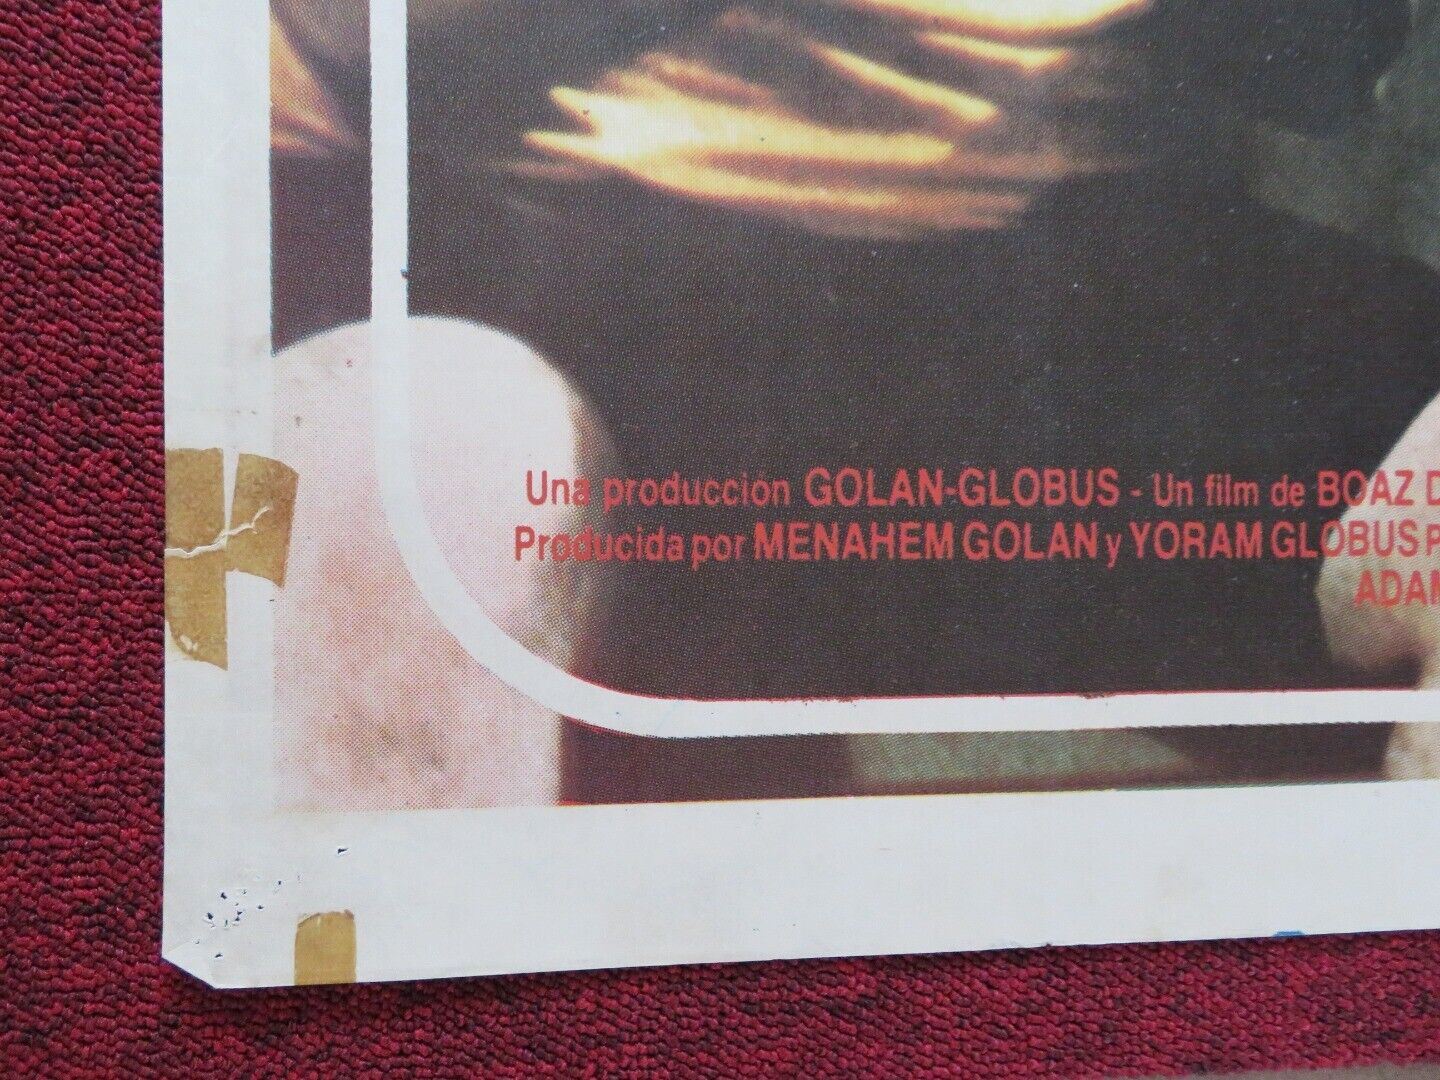 Una produccion GOLAN-GLOBUS - Un film de BOAZ D
Producida por MENAHEM GOLAN y YORAM GLOBUS P
ADAM